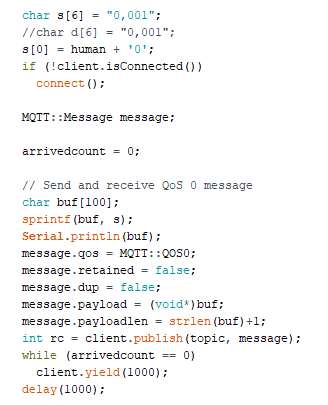 char s[6] = "0,001";
//char d[6] = "0,001";
s[0] = human + '0';
if (!client.isConnected())
connect();
MQTT::Message message;
arrivedcount = 0;
// Send and receive QoS 0 message
char buf[100];
sprintf(buf, s);
Serial.println(buf);
message.qos = MQTT::QOS0;
message.retained = false;
message.dup = false;
message.payload = (void*)buf;
message.payloadlen = strlen(buf)+1;
int rc = client.publish(topic, message);
while (arrivedcount == 0)
client.yield(1000);
delay(1000);